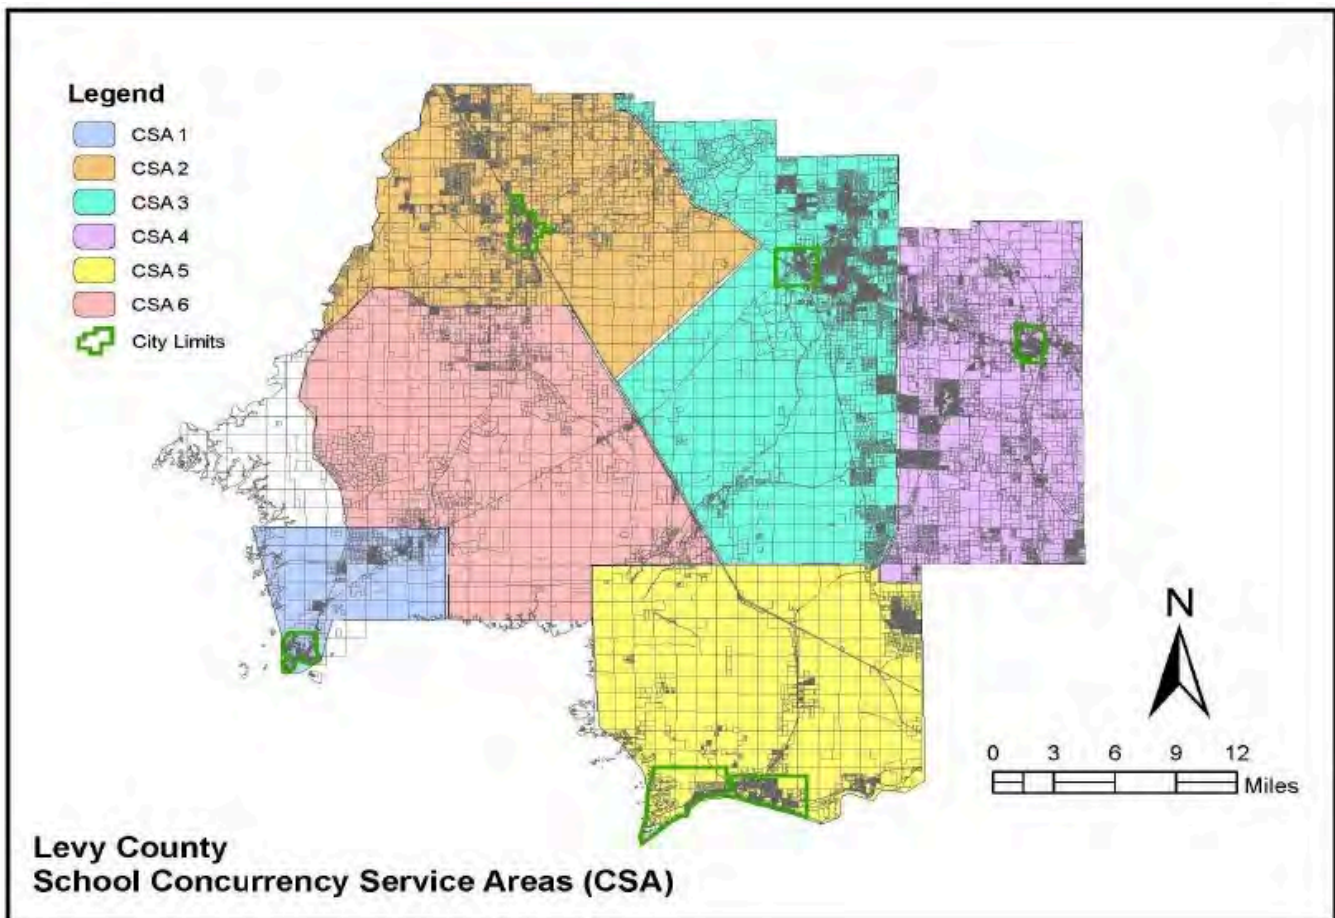 Legend
CSA 1
CSA 2
CSA 3
CSA 4
CSA 5
CSA 6
City Limits
N
0 3 6 9 12
Miles
Levy County
School Concurrency Service Areas (CSA)